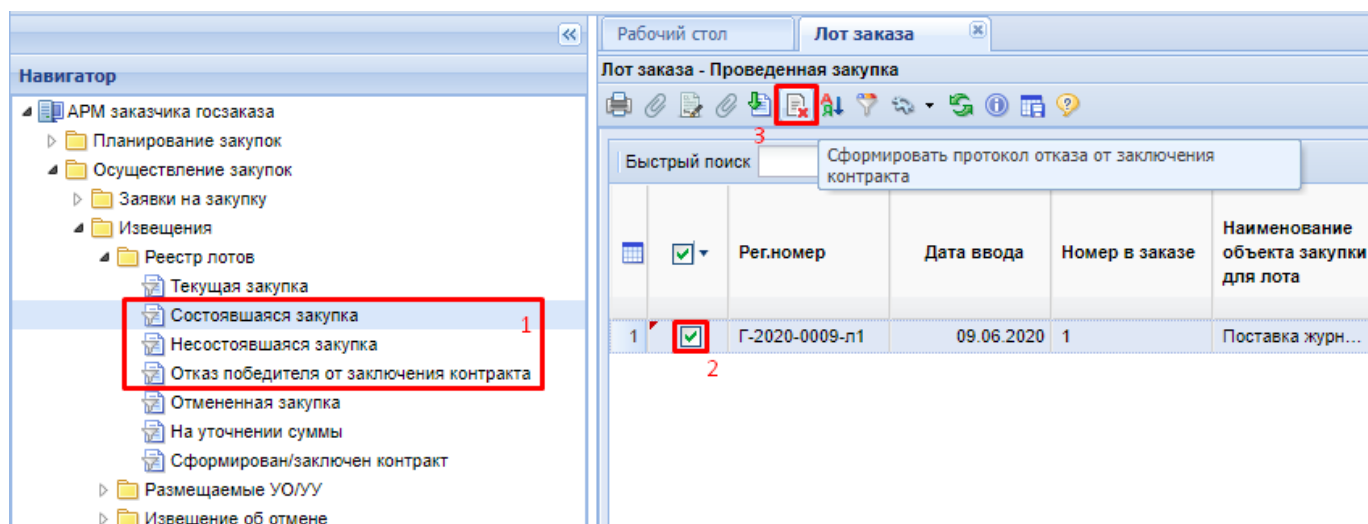 Навигатор
АРМ заказчика госзаказа
Планирование закупок
Осуществление закупок
Заявки на закупку
Извещения
Реестр лотов
Текущая закупка
Состоявшаяся закупка
1
Несостоявшаяся закупка
Отказ победителя от заключения контракта
Отмененная закупка
На уточнении суммы
Сформирован/заключен контракт
Размещаемые УО/УУ
Извещение об отмене
Рабочий стол
Лот заказа
Лот заказа - Проведенная закупка
3
Быстрый поиск
Сформировать протокол отказа от заключения
контракта
Рег.номер
Дата ввода
Номер в заказе
Наименование
объекта закупки
для лота
1 Г-2020-0009-л1 09.06.2020 1 Поставка журн...
2